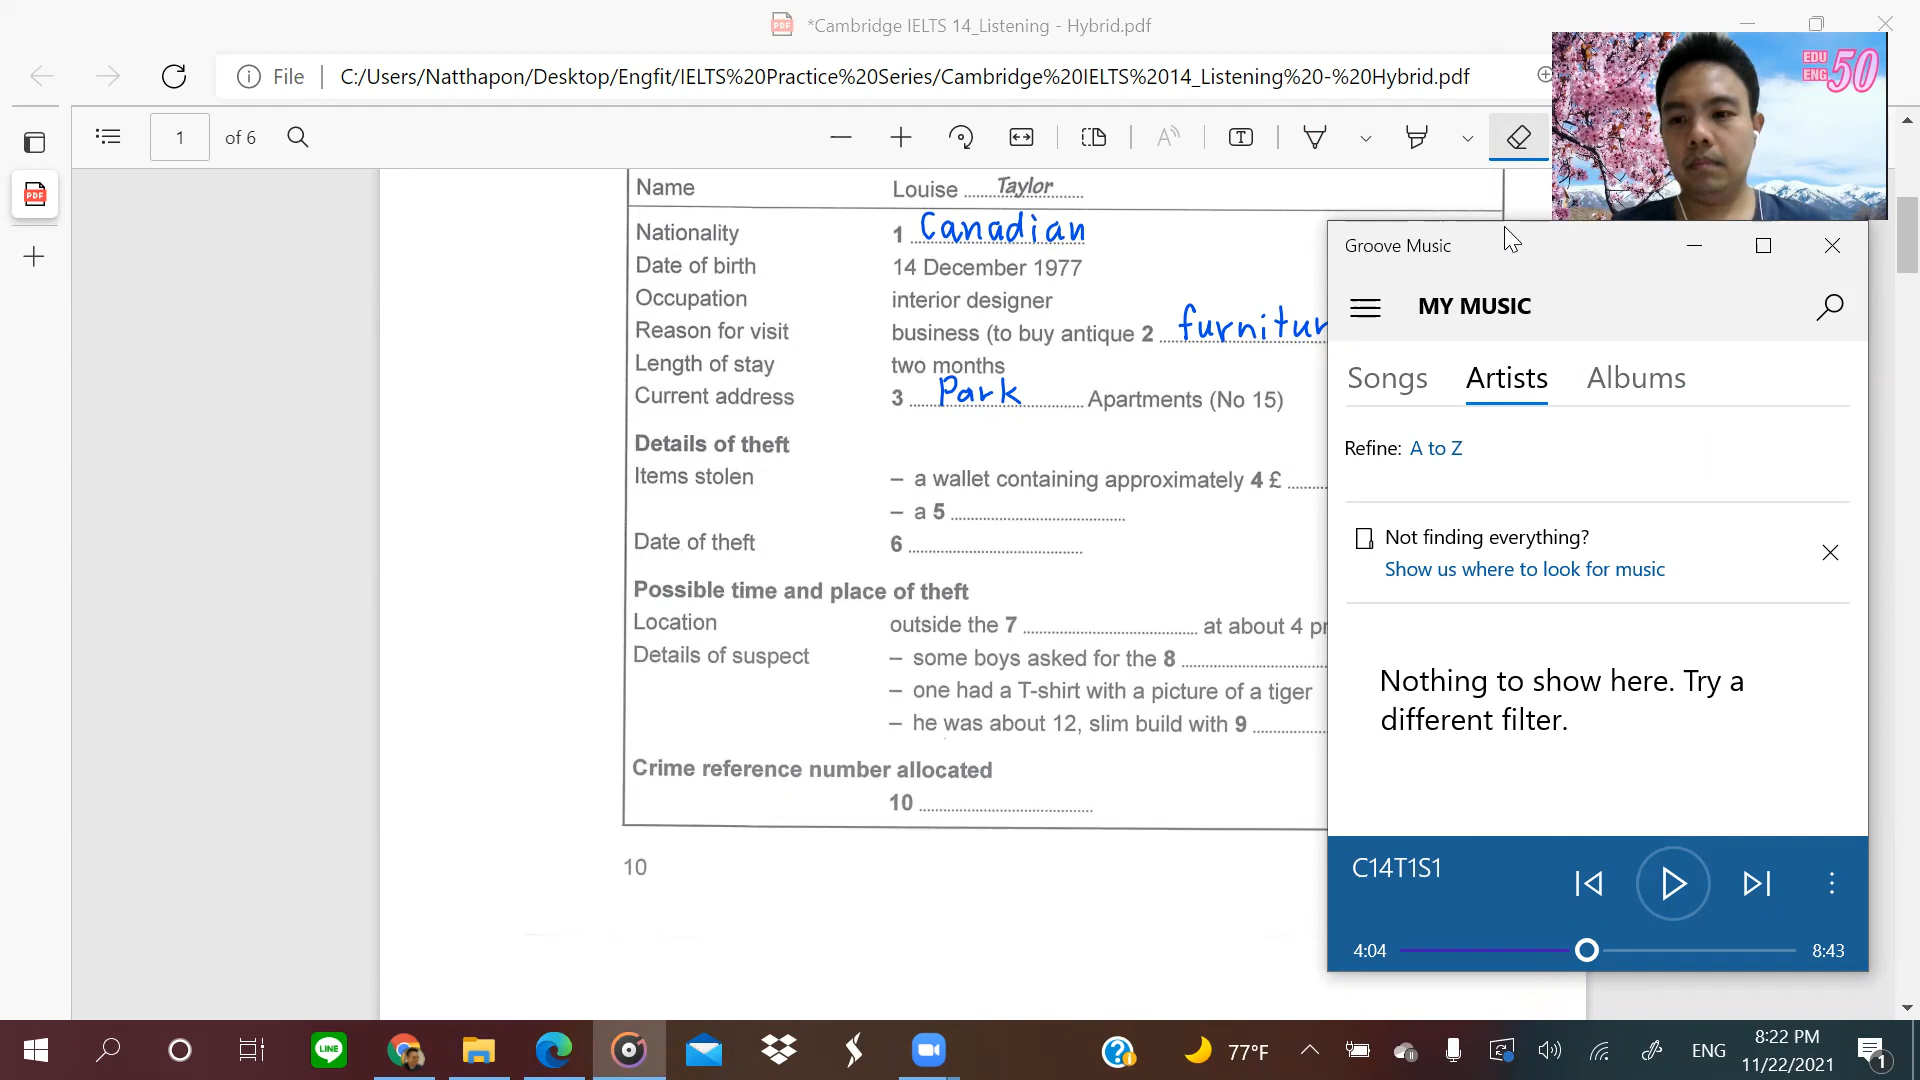 *Cambridge IELTS 14_Listening - Hybrid.pdf
File
C:/Users/Natthapon/Desktop/Engfit/IELTS%20Practice%20Series/Cambridge%20IELTS%2014_Listening%20-%20Hybrid.pdf
EDU
ENG 50
1 of 6
Name Louise Taylor
Nationality 1 Canadian
Date of birth 14 December 1977
Occupation interior designer
Reason for visit business (to buy antique 2 furnitur
Length of stay two months
Current address 3 Park Apartments (No 15)
Details of theft
Items stolen – a wallet containing approximately 4 £
– a 5
Date of theft 6
Possible time and place of theft
Location outside the 7 at about 4 pr
Details of suspect – some boys asked for the 8
– one had a T-shirt with a picture of a tiger
– he was about 12, slim build with 9
Crime reference number allocated
10
10
Groove Music
MY MUSIC
Songs Artists Albums
Refine: A to Z
Not finding everything?
Show us where to look for music
Nothing to show here. Try a
different filter.
C14T1S1
4:04 8:43
LINE
77°F
ENG
8:22 PM
11/22/2021
1